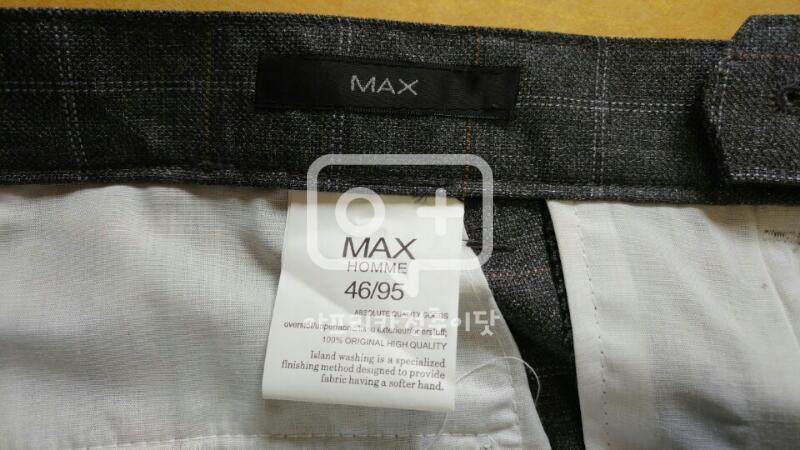 MAX
MAX
HOMME
46/95
ABSOLUTE QUALITY GOODS
100% ORIGINAL HIGH QUALITY
Island washing is a specialized
finishing method designed to provide
fabric having a softer hand.